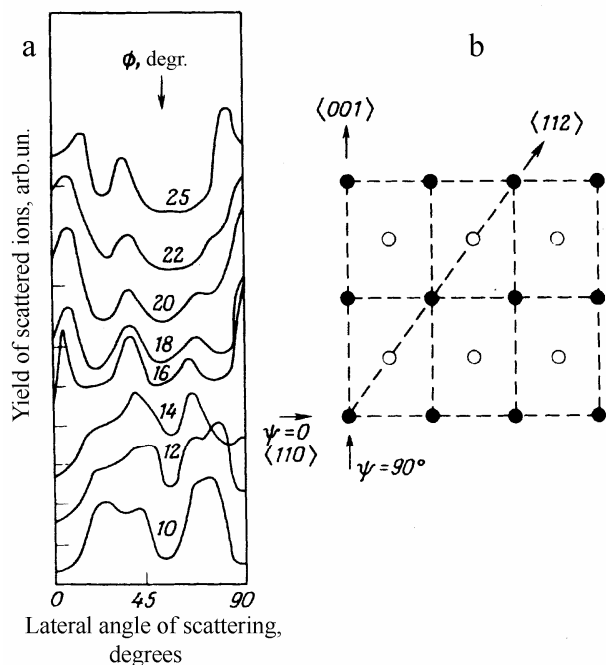 a
ϕ, degr.
Yield of scattered ions, arb.un.
25
22
20
18
16
14
12
10
0
45
90
Lateral angle of scattering,
degrees
b
⟨001⟩
⟨112⟩
ψ=0
⟨110⟩
ψ=90°